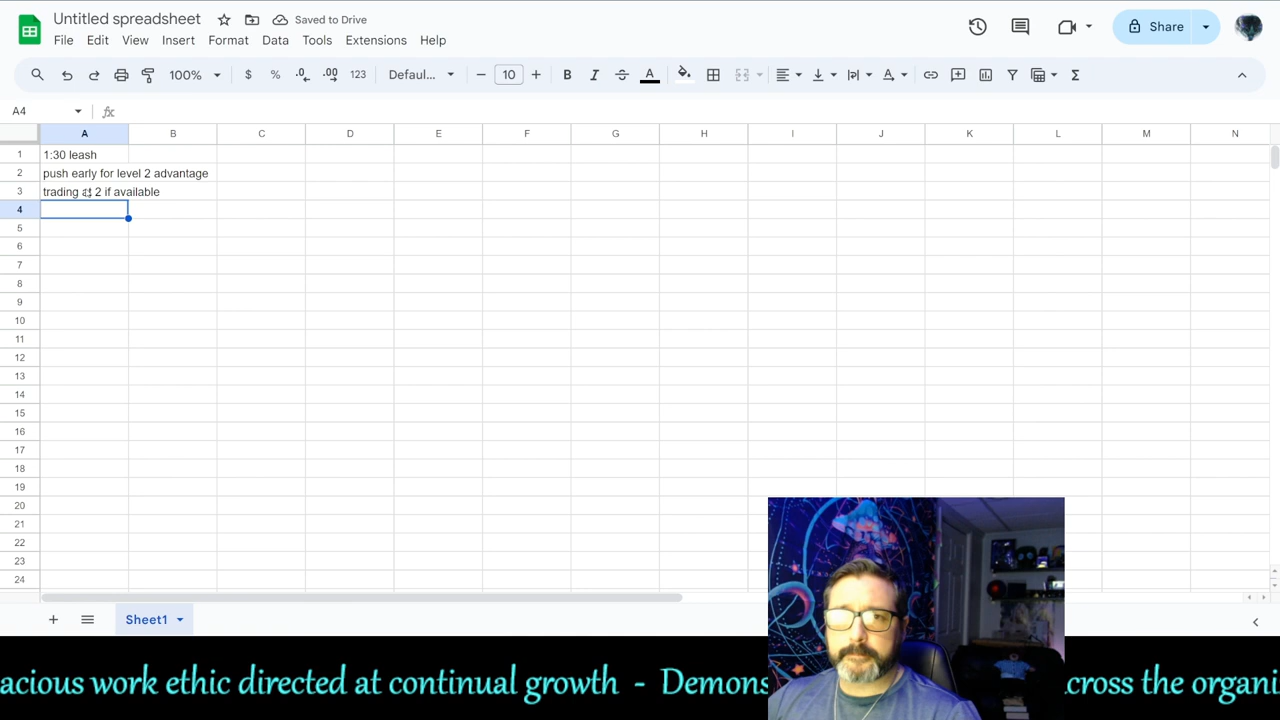 Untitled spreadsheet Saved to Drive
File Edit View Insert Format Data Tools Extensions Help
Share
100% $ % .0 .00 123 Defaul... 10 B I A
A4 fx
A B C D E F G H I J K L M N
1 1:30 leash
2 push early for level 2 advantage
3 trading at 2 if available
4
5
6
7
8
9
10
11
12
13
14
15
16
17
18
19
20
21
22
23
24
Sheet1
acious work ethic directed at continual growth - Demons cross the organi